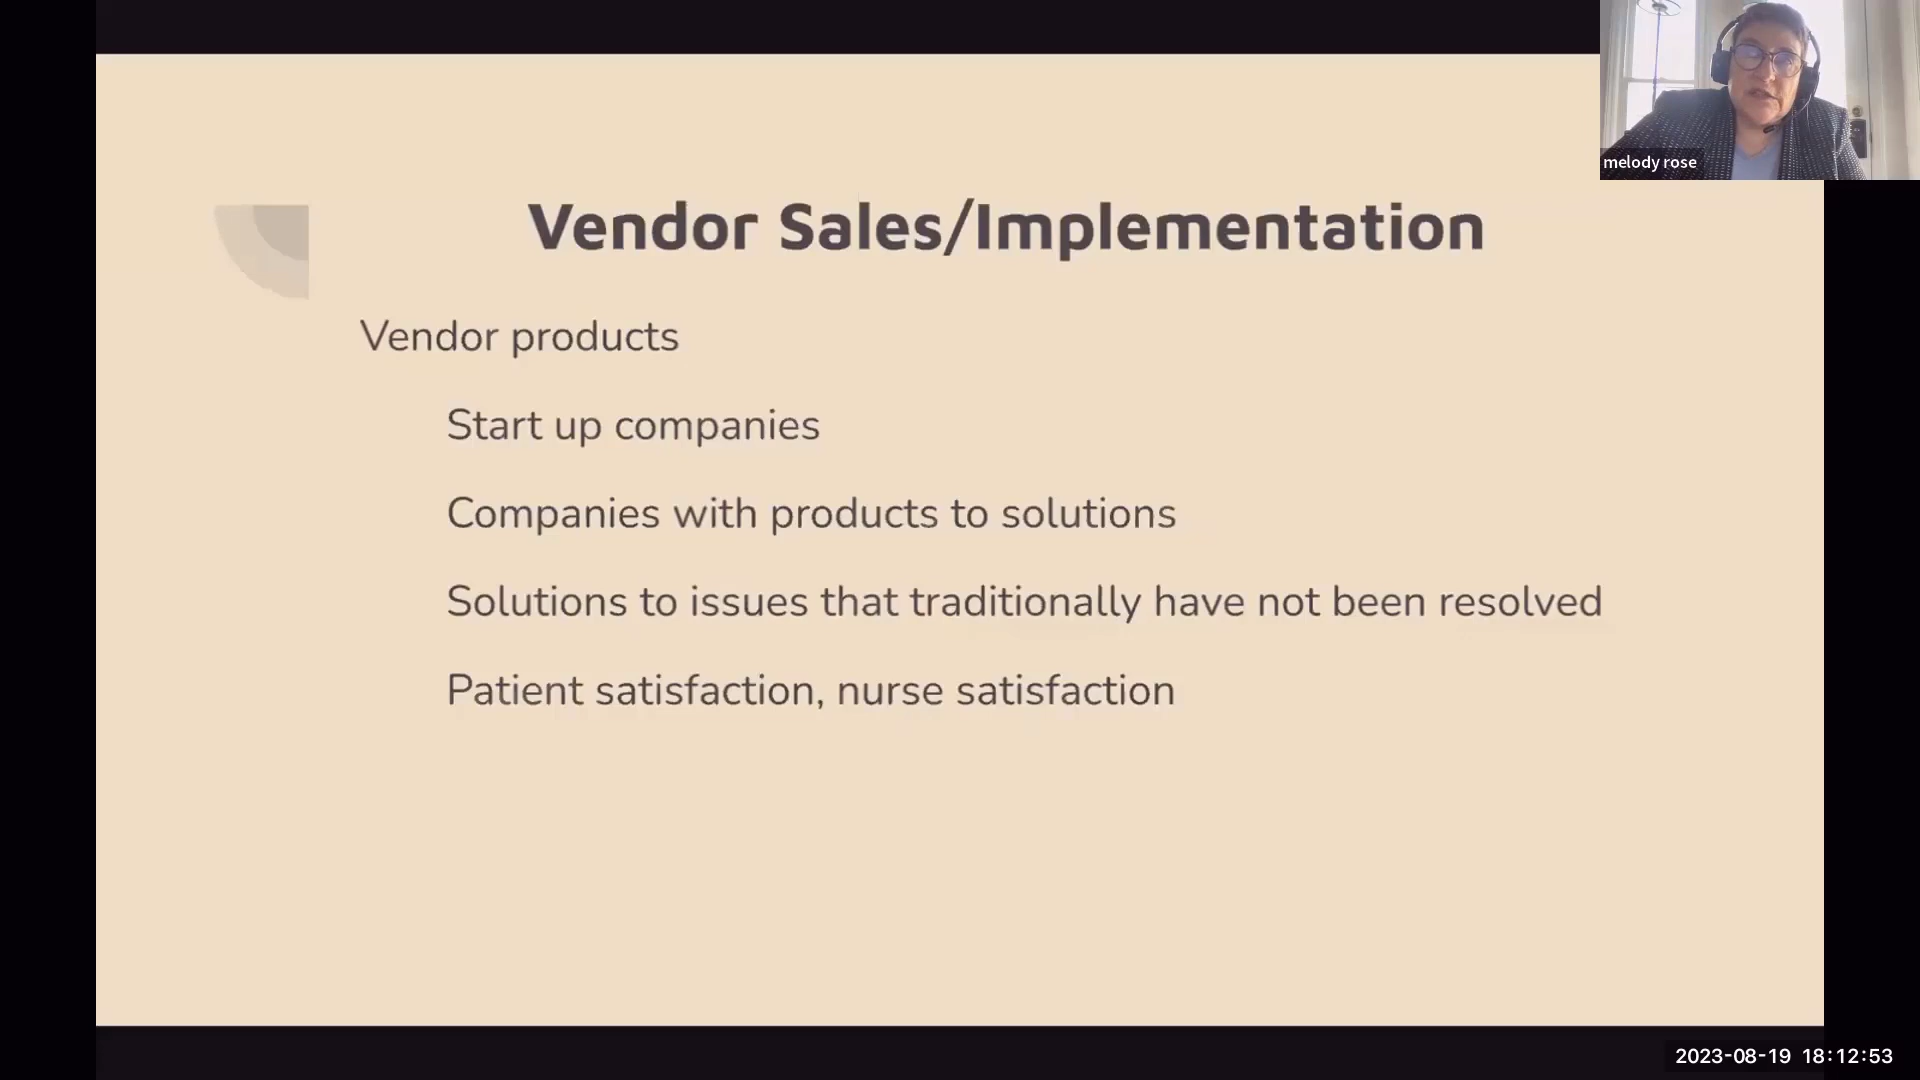 melody rose
Vendor Sales/Implementation
Vendor products
Start up companies
Companies with products to solutions
Solutions to issues that traditionally have not been resolved
Patient satisfaction, nurse satisfaction
2023-08-19 18:12:53